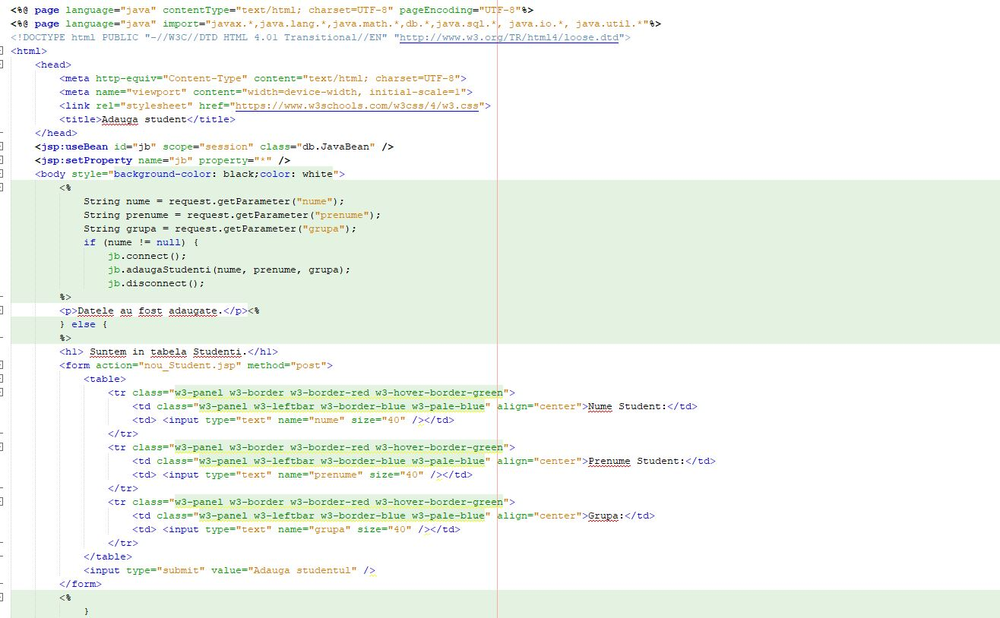 <%@ page language="java" contentType="text/html; charset=UTF-8" pageEncoding="UTF-8"%>
<%@ page language="java" import="javax.*,java.lang.*,java.math.*,db.*,java.sql.*, java.io.*, java.util.*"%>
<!DOCTYPE html PUBLIC "-//W3C//DTD HTML 4.01 Transitional//EN" "http://www.w3.org/TR/html4/loose.dtd">
<html>
<head>
<meta http-equiv="Content-Type" content="text/html; charset=UTF-8">
<meta name="viewport" content="width=device-width, initial-scale=1">
<link rel="stylesheet" href="https://www.w3schools.com/w3css/4/w3.css">
<title>Adauga student</title>
</head>
<jsp:useBean id="jb" scope="session" class="db.JavaBean" />
<jsp:setProperty name="jb" property="*" />
<body style="background-color: black;color: white">
<%
String nume = request.getParameter("nume");
String prenume = request.getParameter("prenume");
String grupa = request.getParameter("grupa");
if (nume != null) {
jb.connect();
jb.adaugaStudenti(nume, prenume, grupa);
jb.disconnect();
%>
<p>Datele au fost adaugate.</p><%
} else {
%>
<h1> Suntem in tabela Studenti.</h1>
<form action="nou_Student.jsp" method="post">
<table>
<tr class="w3-panel w3-border w3-border-red w3-hover-border-green">
<td class="w3-panel w3-leftbar w3-border-blue w3-pale-blue" align="center">Nume Student:</td>
<td> <input type="text" name="nume" size="40" /></td>
</tr>
<tr class="w3-panel w3-border w3-border-red w3-hover-border-green">
<td class="w3-panel w3-leftbar w3-border-blue w3-pale-blue" align="center">Prenume Student:</td>
<td> <input type="text" name="prenume" size="40" /></td>
</tr>
<tr class="w3-panel w3-border w3-border-red w3-hover-border-green">
<td class="w3-panel w3-leftbar w3-border-blue w3-pale-blue" align="center">Grupa:</td>
<td> <input type="text" name="grupa" size="40" /></td>
</tr>
</table>
<input type="submit" value="Adauga studentul" />
</form>
<%
}